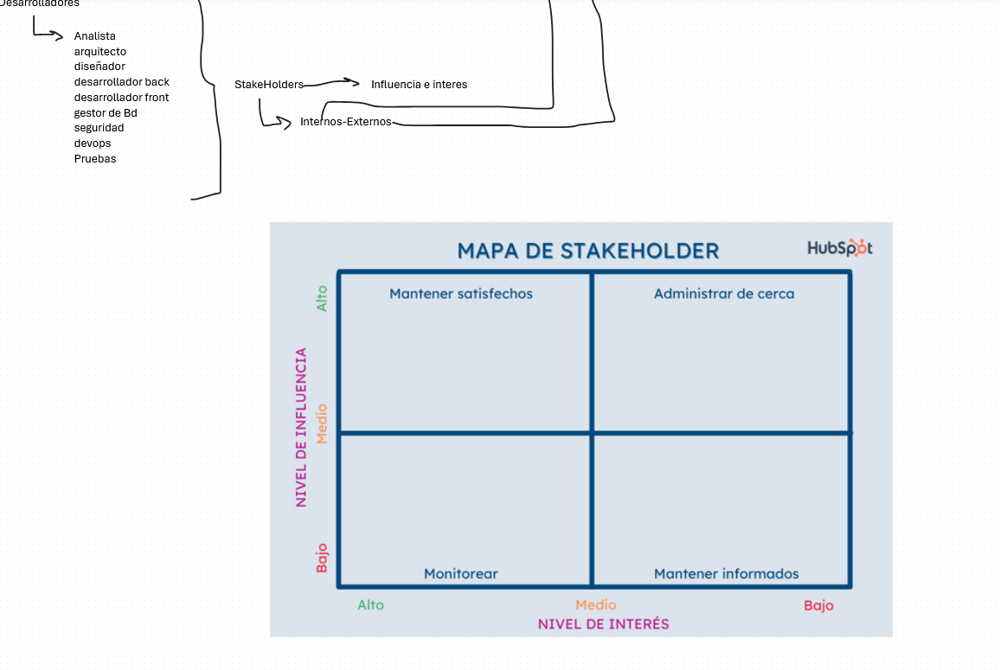 Desarrolladores
Analista
arquitecto
diseñador
desarrollador back
desarrollador front
gestor de Bd
seguridad
devops
Pruebas
StakeHolders
Influencia e interes
Internos-Externos
MAPA DE STAKEHOLDER
HubSpot
Alto
Medio
Bajo
NIVEL DE INFLUENCIA
Mantener satisfechos
Administrar de cerca
Monitorear
Mantener informados
Alto
Medio
Bajo
NIVEL DE INTERÉS